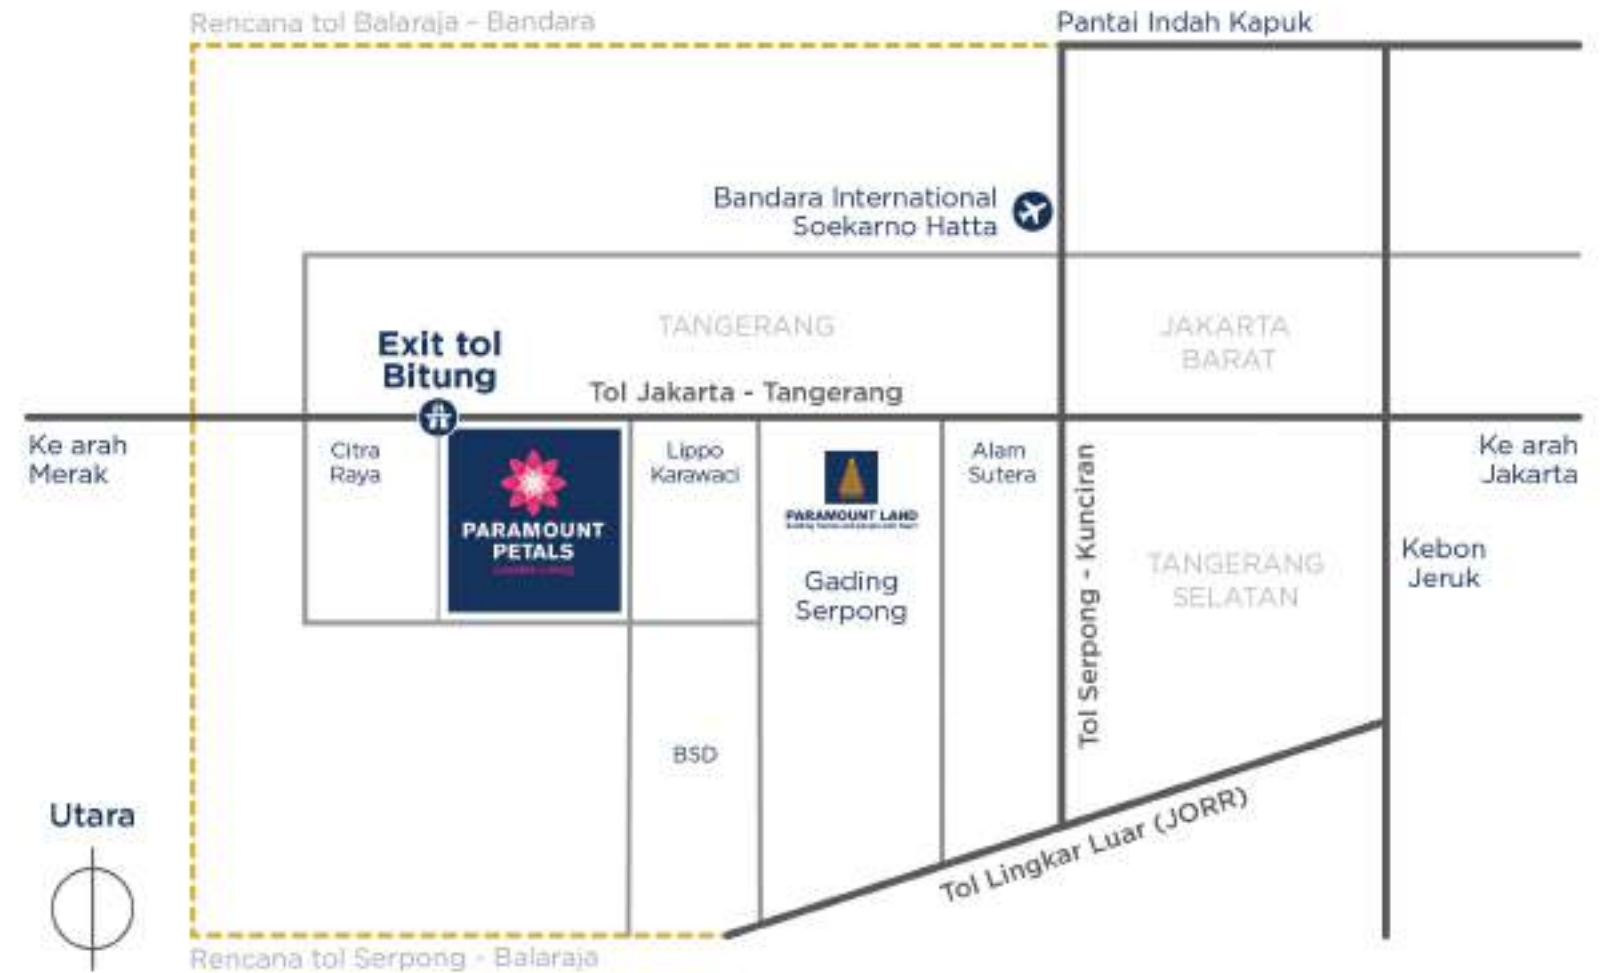 Rencana tol Balaraja - Bandara
Pantai Indah Kapuk
Bandara International
Soekarno Hatta
TANGERANG
JAKARTA
BARAT
Exit tol
Bitung
Tol Jakarta - Tangerang
Ke arah
Merak
Citra
Raya
PARAMOUNT
PETALS
Lippo
Karawaci
PARAMOUNT LAND
Gading
Serpong
Alam
Sutera
Tol Serpong - Kunciran
Ke arah
Jakarta
TANGERANG
SELATAN
Kebon
Jeruk
BSD
Tol Lingkar Luar (JORR)
Utara
Rencana tol Serpong - Balaraja